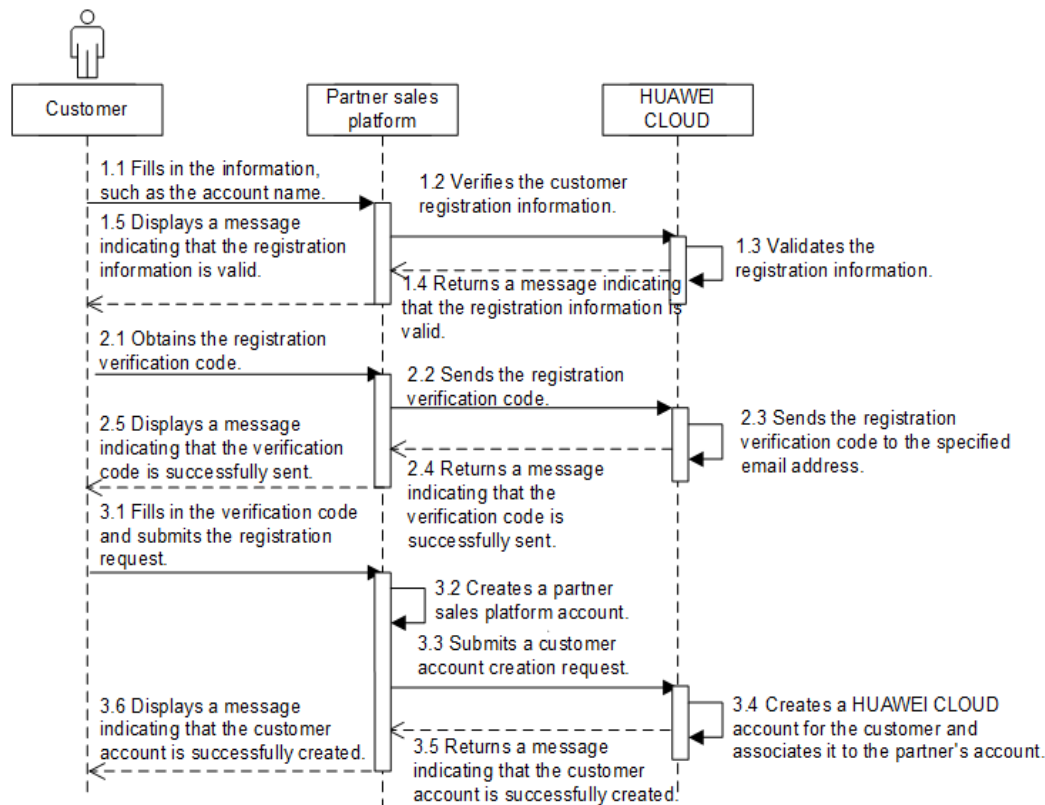 Customer
Partner sales
platform
HUAWEI
CLOUD
1.1 Fills in the information,
such as the account name.
1.2 Verifies the customer
registration information.
1.3 Validates the
registration information.
1.4 Returns a message indicating
that the registration information is
valid.
1.5 Displays a message
indicating that the registration
information is valid.
2.1 Obtains the registration
verification code.
2.2 Sends the registration
verification code.
2.3 Sends the registration
verification code to the specified
email address.
2.4 Returns a message
indicating that the
verification code is
successfully sent.
2.5 Displays a message
indicating that the verification
code is successfully sent.
3.1 Fills in the verification code
and submits the registration
request.
3.2 Creates a partner
sales platform account.
3.3 Submits a customer
account creation request.
3.4 Creates a HUAWEI CLOUD
account for the customer and
associates it to the partner's account.
3.5 Returns a message
indicating that the customer
account is successfully created.
3.6 Displays a message
indicating that the customer
account is successfully created.